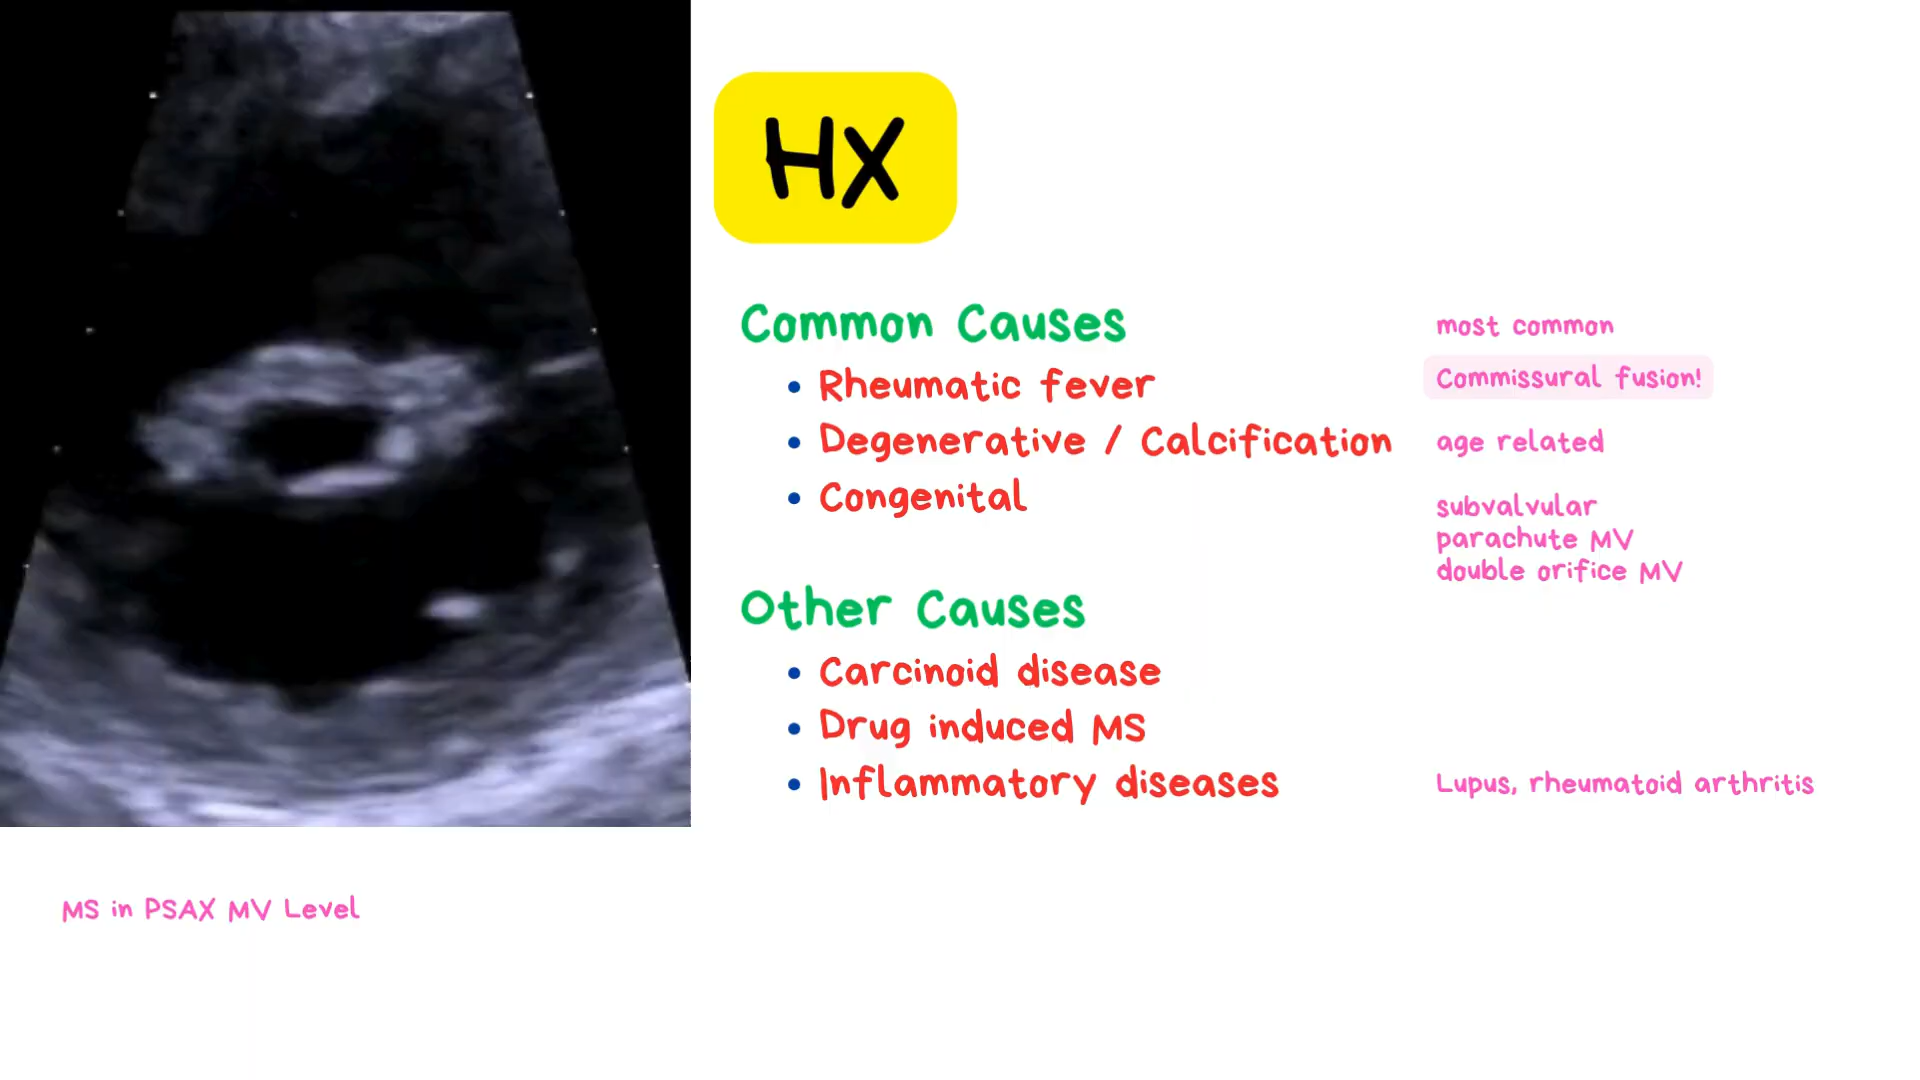 HX
Common Causes
most common
Rheumatic fever
Commissural fusion!
Degenerative / Calcification
age related
Congenital
subvalvular
parachute MV
double orifice MV
Other Causes
Carcinoid disease
Drug induced MS
Inflammatory diseases
Lupus, rheumatoid arthritis
MS in PSAX MV Level